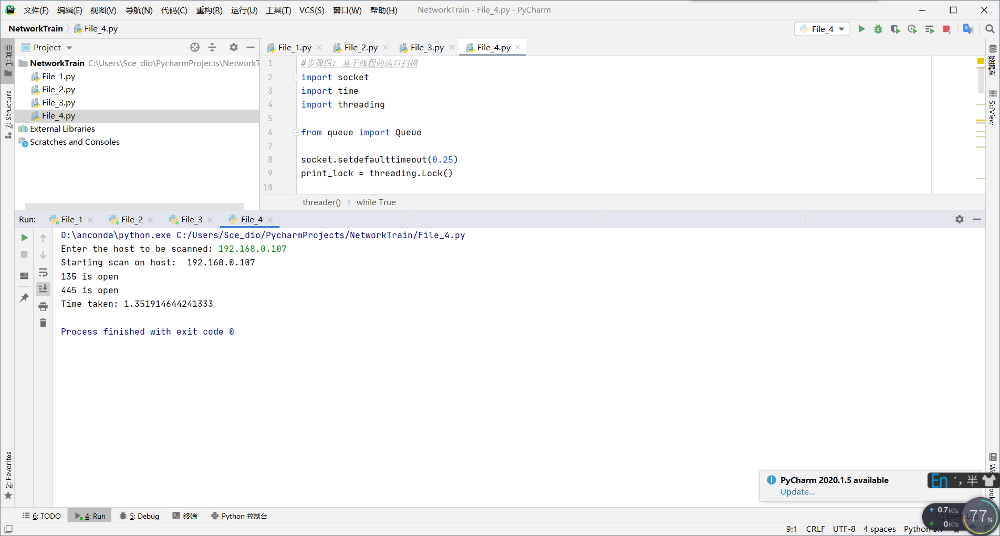 文件(F) 编辑(E) 视图(V) 导航(N) 代码(C) 重构(R) 运行(U) 工具(T) VCS(S) 窗口(W) 帮助(H) NetworkTrain - File_4.py - PyCharm
NetworkTrain File_4.py File_4
1: 项目
Project
NetworkTrain C:\Users\Sce_dio\PycharmProjects\NetworkT
File_1.py
File_2.py
File_3.py
File_4.py
External Libraries
Scratches and Consoles
7: Structure
2: Favorites
File_1.py File_2.py File_3.py File_4.py
1 #步骤四: 基于线程的端口扫描
2 import socket
3 import time
4 import threading
5
6 from queue import Queue
7
8 socket.setdefaulttimeout(0.25)
9 print_lock = threading.Lock()
10
threader() while True
数据库
SciView
Run: File_1 File_2 File_3 File_4
D:\anconda\python.exe C:/Users/Sce_dio/PycharmProjects/NetworkTrain/File_4.py
Enter the host to be scanned: 192.168.0.107
Starting scan on host:  192.168.0.107
135 is open
445 is open
Time taken: 1.351914644241333
Process finished with exit code 0
PyCharm 2020.1.5 available
Update...
En 半
0.7K/s
0K/s
77%
6: TODO 4: Run 5: Debug 终端 Python 控制台 Event Log
9:1 CRLF UTF-8 4 spaces Python 3.7